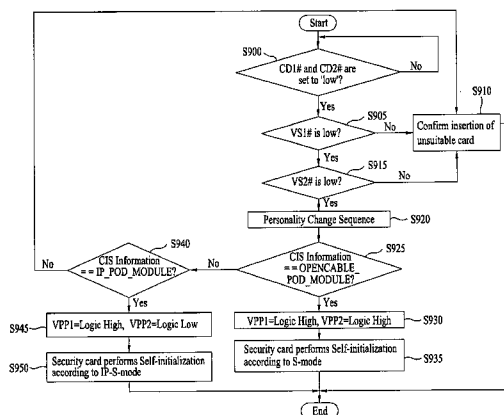 Start
S900
CD1# and CD2# are
set to 'low'?
No
Yes
S905
VS1# is low?
No
S910
Confirm insertion of
unsuitable card
Yes
S915
VS2# is low?
No
Yes
Personality Change Sequence
S920
S925
CIS Information
== OPENCABLE_
POD_MODULE?
No
S940
CIS Information
== IP_POD_MODULE?
No
Yes
Yes
S945
VPP1=Logic High, VPP2=Logic Low
VPP1=Logic High, VPP2=Logic High
S930
S950
Security card performs Self-initialization
according to IP-S-mode
Security card performs Self-initialization
according to S-mode
S935
End